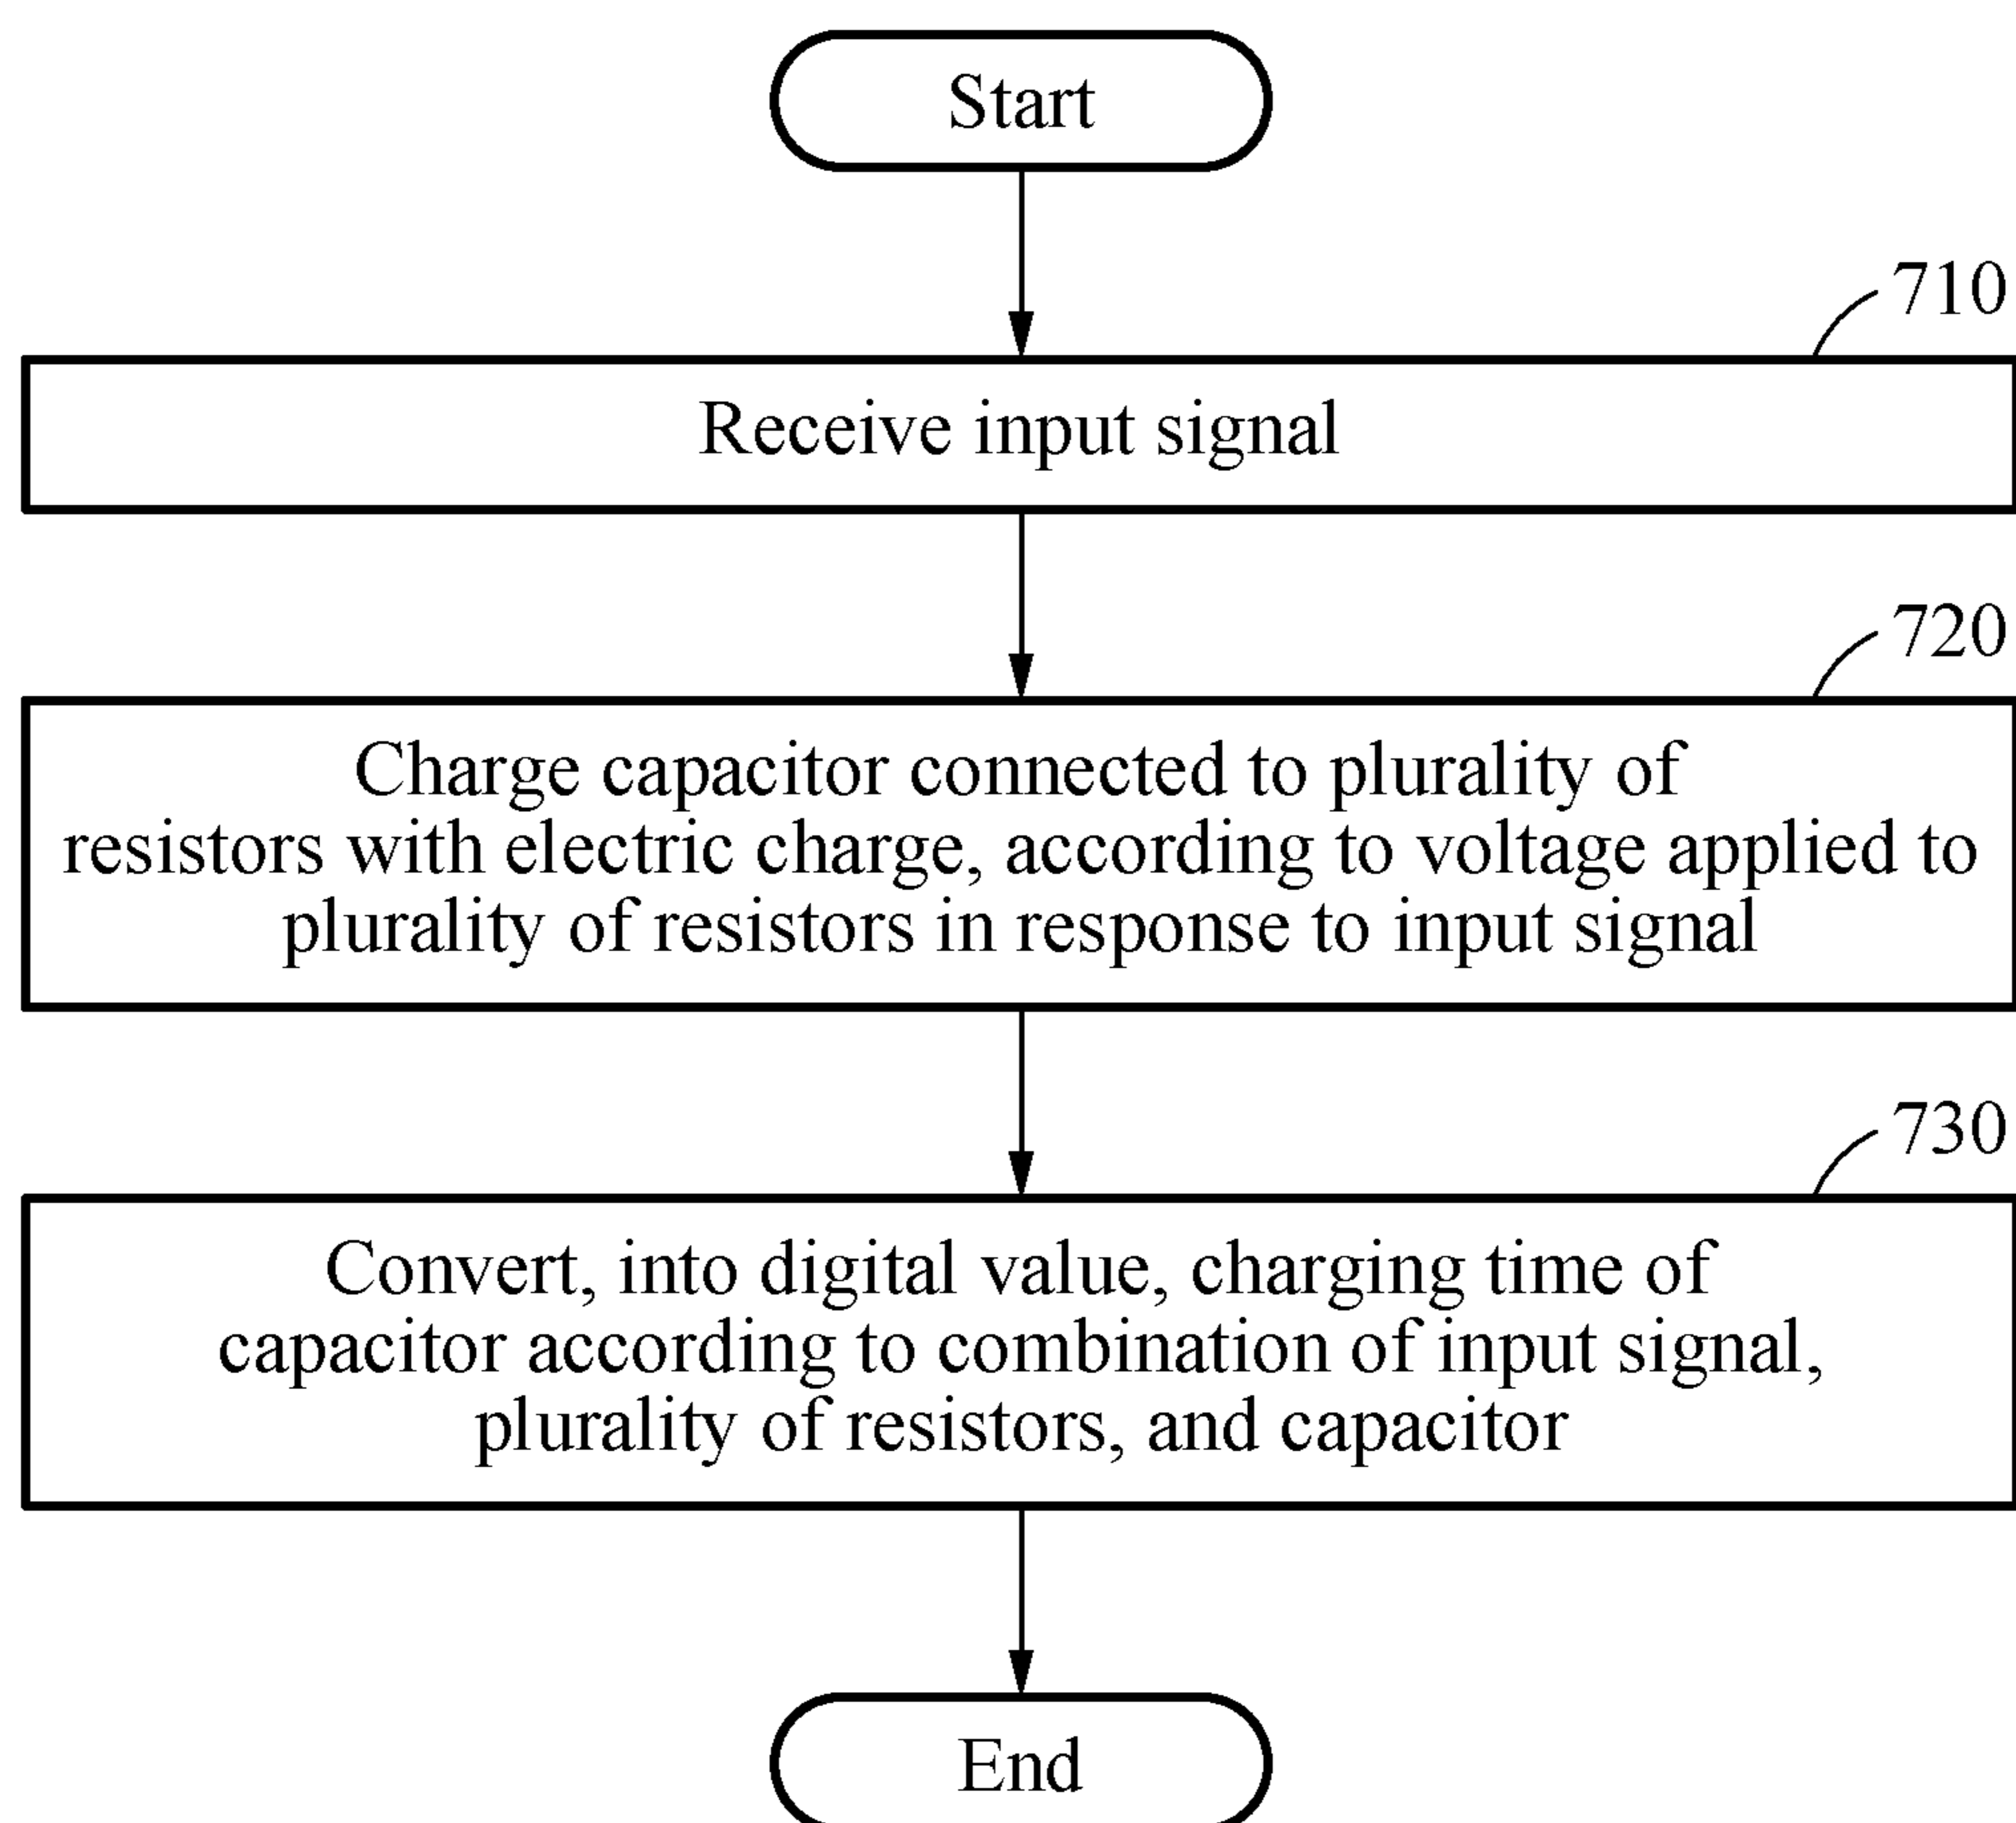 Start
710
Receive input signal
720
Charge capacitor connected to plurality of
resistors with electric charge, according to voltage applied to
plurality of resistors in response to input signal
730
Convert, into digital value, charging time of
capacitor according to combination of input signal,
plurality of resistors, and capacitor
End